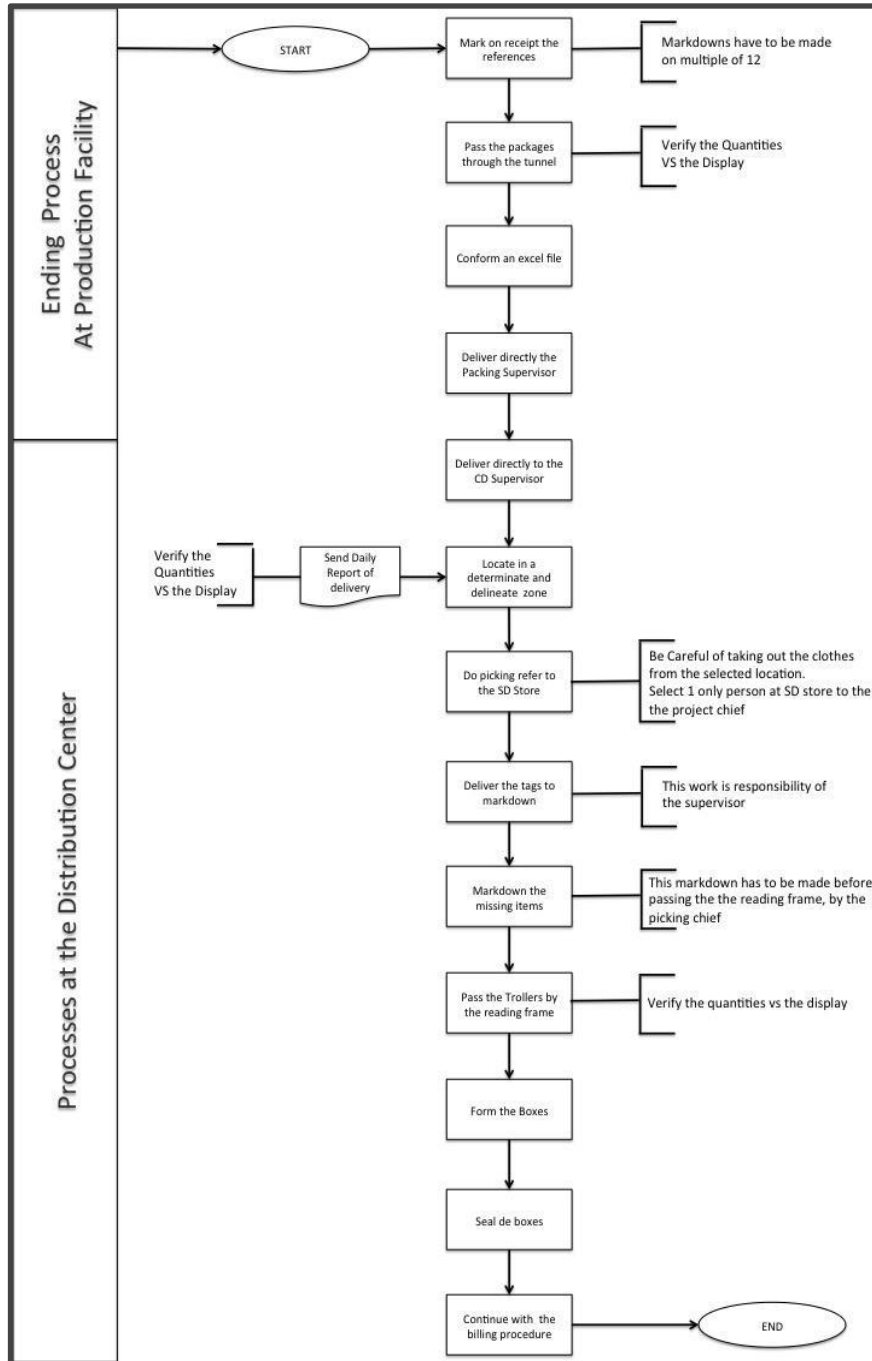 Ending Process
At Production Facility
START
Mark on receipt the
references
Markdowns have to be made
on multiple of 12
Pass the packages
through the tunnel
Verify the Quantities
VS the Display
Conform an excel file
Deliver directly the
Packing Supervisor
Processes at the Distribution Center
Deliver directly to the
CD Supervisor
Verify the
Quantities
VS the Display
Send Daily
Report of
delivery
Locate in a
determinate and
delineate zone
Do picking refer to
the SD Store
Be Careful of taking out the clothes
from the selected location.
Select 1 only person at SD store to the
the project chief
Deliver the tags to
markdown
This work is responsibility of
the supervisor
Markdown the
missing items
This markdown has to be made before
passing the the reading frame, by the
picking chief
Pass the Trollers by
the reading frame
Verify the quantities vs the display
Form the Boxes
Seal de boxes
Continue with the
billing procedure
END